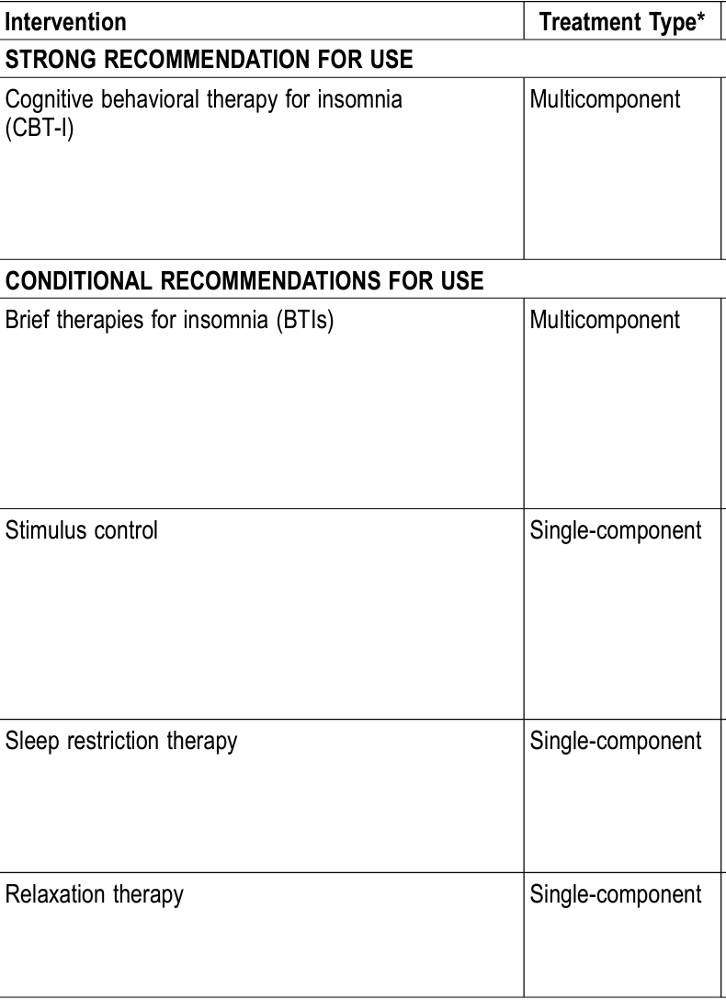 Intervention Treatment Type*
STRONG RECOMMENDATION FOR USE
Cognitive behavioral therapy for insomnia Multicomponent
(CBT-I)
CONDITIONAL RECOMMENDATIONS FOR USE
Brief therapies for insomnia (BTIs) Multicomponent
Stimulus control Single-component
Sleep restriction therapy Single-component
Relaxation therapy Single-component